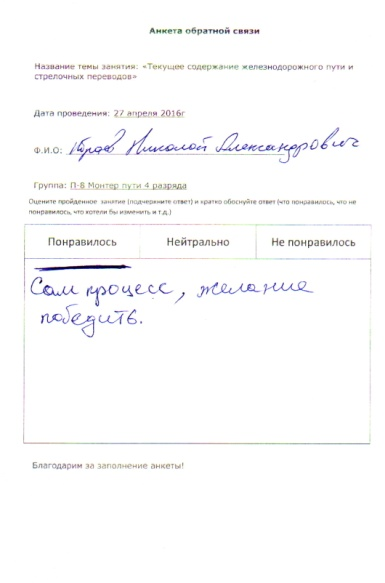 Анкета обратной связи
Название темы занятия: «Текущее содержание железнодорожного пути и
стрелочных переводов»
Дата проведения: 27 апреля 2016г
Ф.И.О: Николай Александрович
Группа: П-8 Монтер пути 4 разряда
Оцените пройденное занятие (подчеркните ответ) и кратко обоснуйте ответ (что понравилось, что не
понравилось, что хотели бы изменить и т.д.)
Понравилось Нейтрально Не понравилось
Сам процесс, желание
победить.
Благодарим за заполнение анкеты!